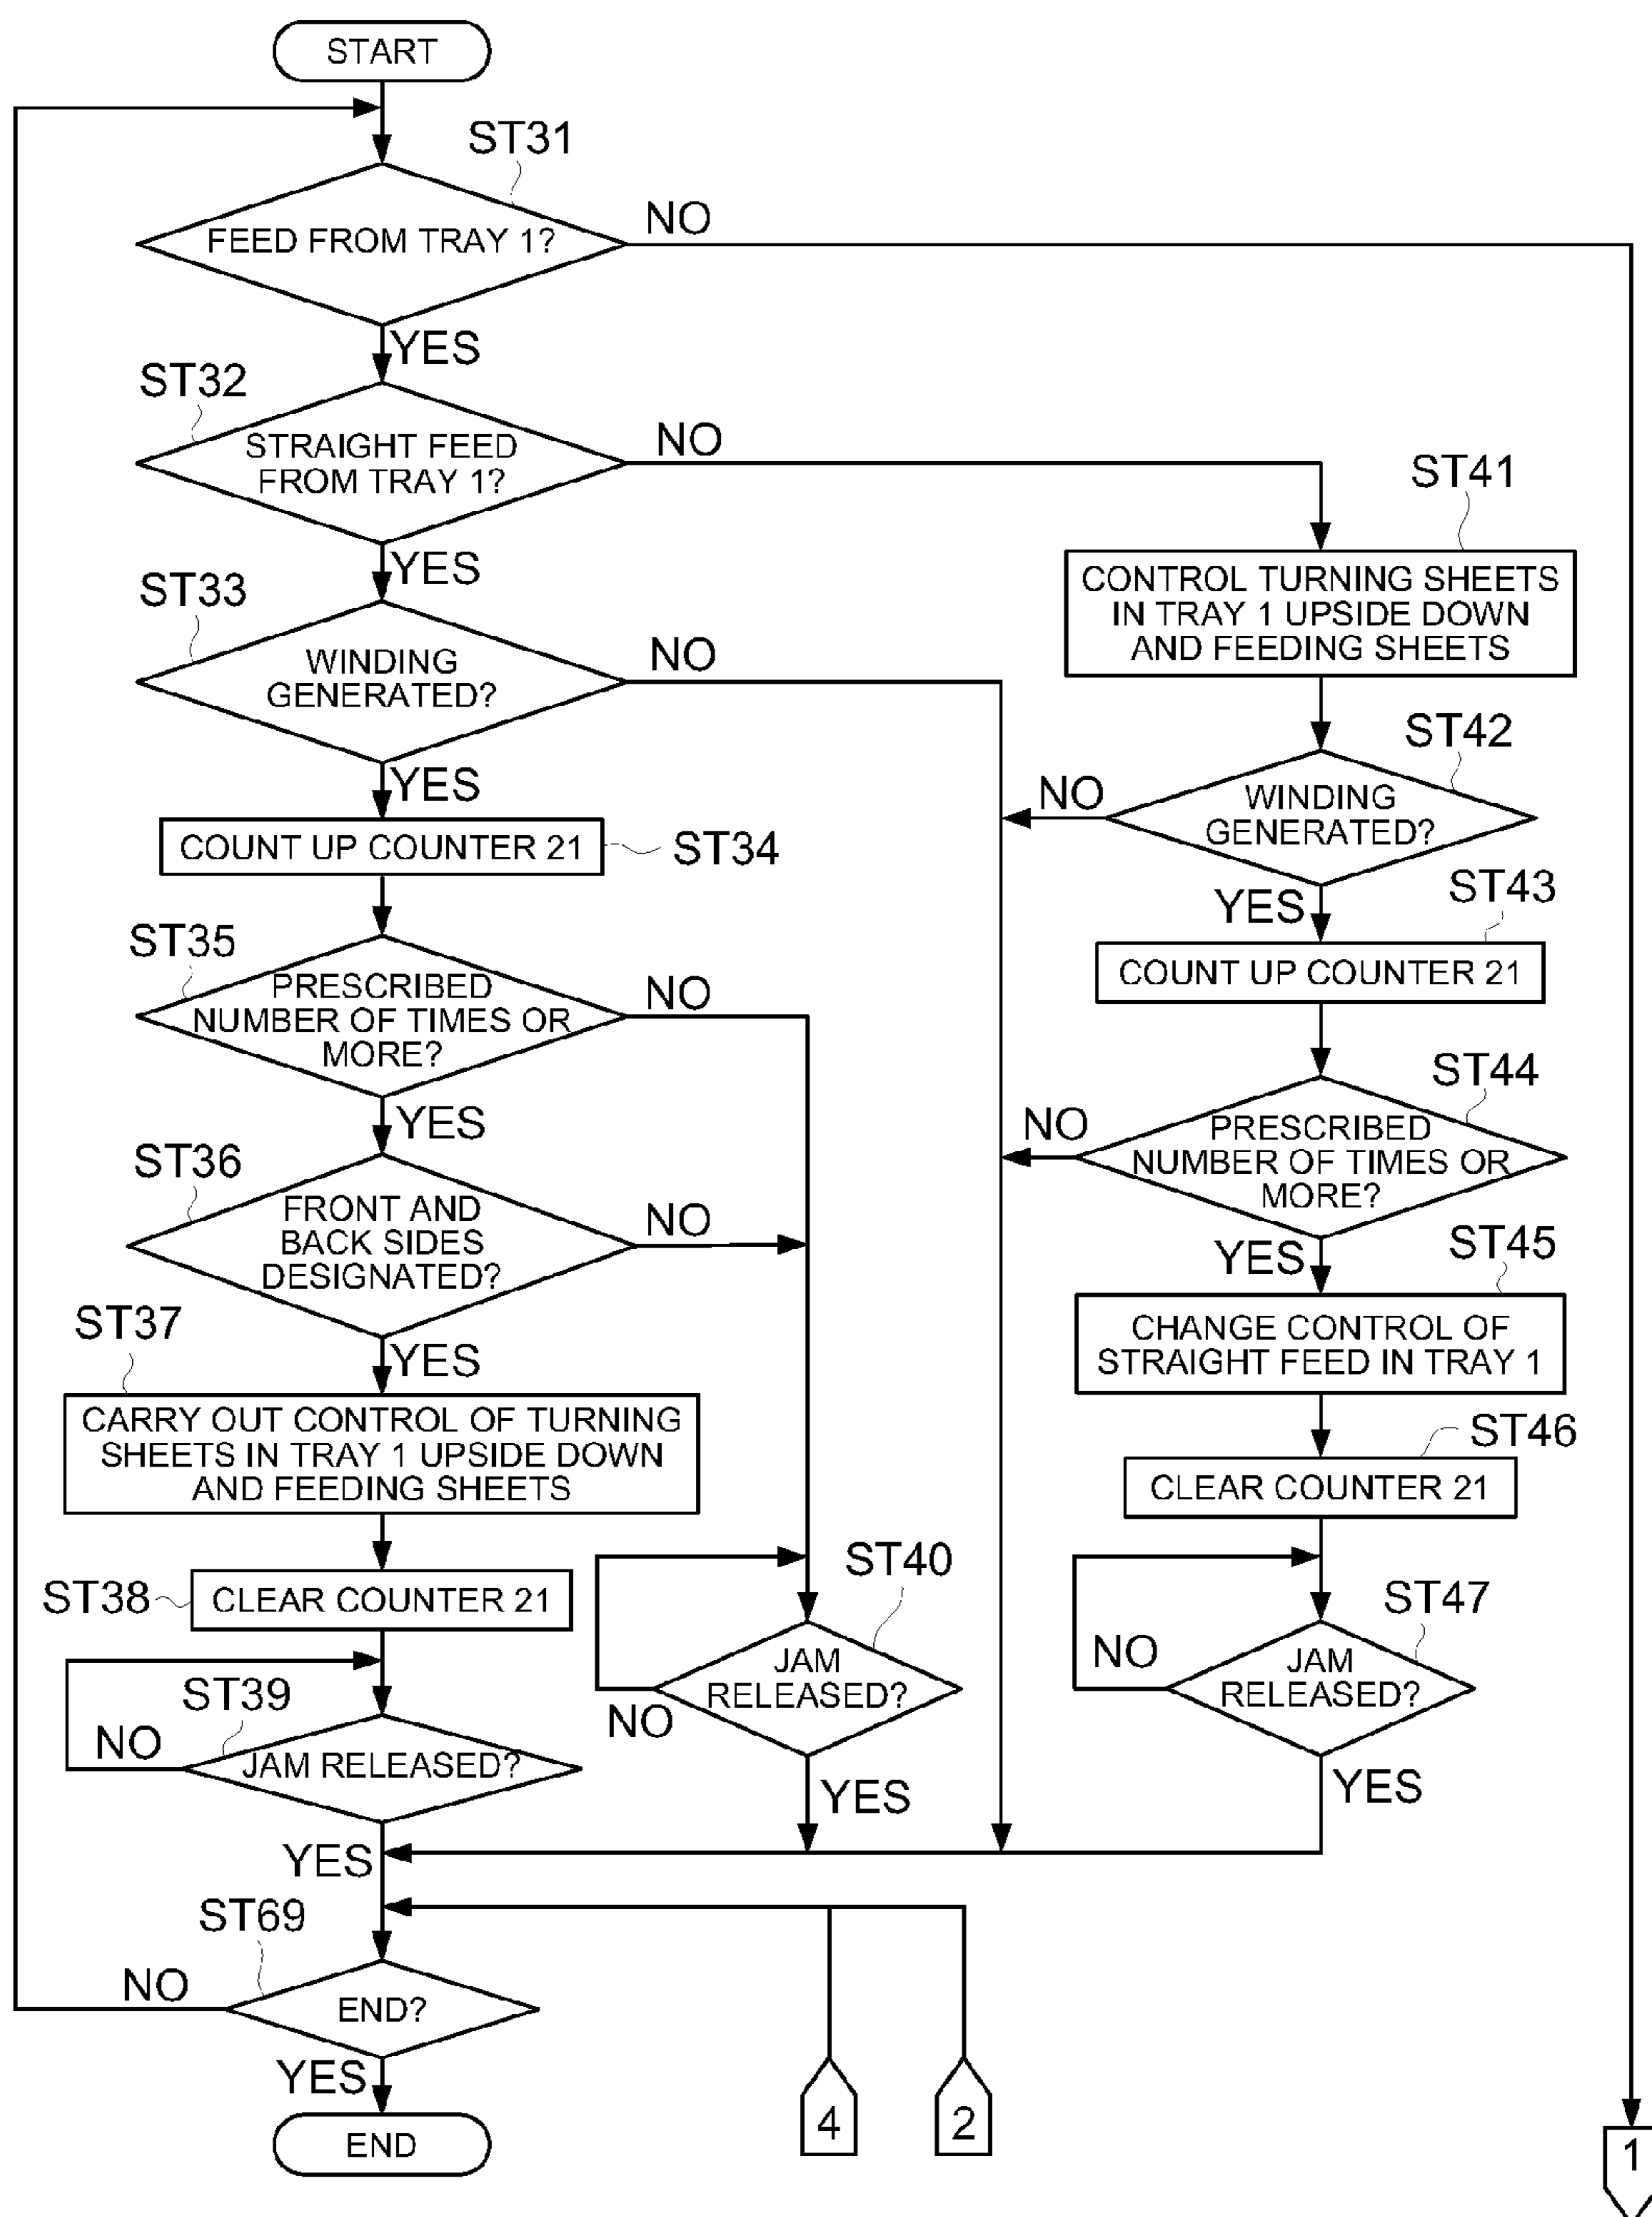 START
ST31
FEED FROM TRAY 1?
NO
YES
ST32
STRAIGHT FEED
FROM TRAY 1?
NO
YES
ST33
WINDING
GENERATED?
NO
YES
COUNT UP COUNTER 21
ST34
ST35
PRESCRIBED
NUMBER OF TIMES OR
MORE?
NO
YES
ST36
FRONT AND
BACK SIDES
DESIGNATED?
NO
YES
ST37
CARRY OUT CONTROL OF TURNING
SHEETS IN TRAY 1 UPSIDE DOWN
AND FEEDING SHEETS
ST38
CLEAR COUNTER 21
ST39
NO
JAM RELEASED?
YES
ST40
JAM
RELEASED?
NO
YES
ST41
CONTROL TURNING SHEETS
IN TRAY 1 UPSIDE DOWN
AND FEEDING SHEETS
ST42
NO
WINDING
GENERATED?
YES
ST43
COUNT UP COUNTER 21
ST44
NO
PRESCRIBED
NUMBER OF TIMES OR
MORE?
YES
ST45
CHANGE CONTROL OF
STRAIGHT FEED IN TRAY 1
ST46
CLEAR COUNTER 21
ST47
NO
JAM
RELEASED?
YES
ST69
NO
END?
YES
END
4
2
1